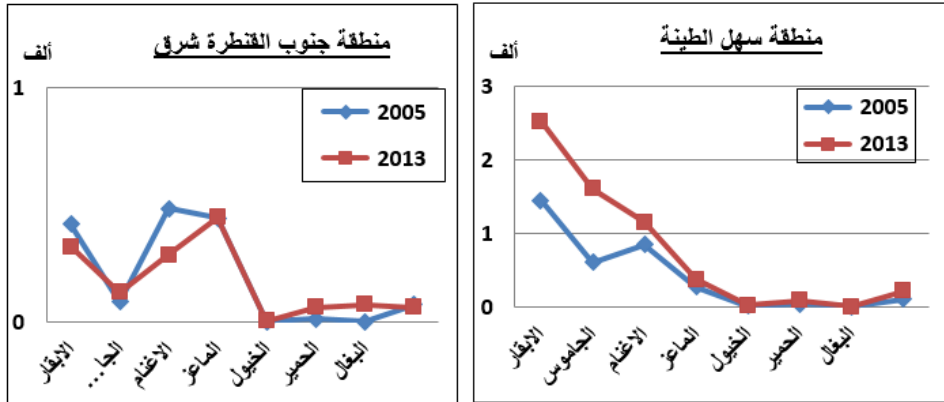 منطقة سهل الطينة
ألف
3
2
1
0
2005
2013
الابقار
الجاموس
الاغنام
الماعز
الخيول
الحمير
البغال
منطقة جنوب القنطرة شرق
ألف
1
0
2005
2013
الابقار
الجا...
الاغنام
الماعز
الخيول
الحمير
البغال